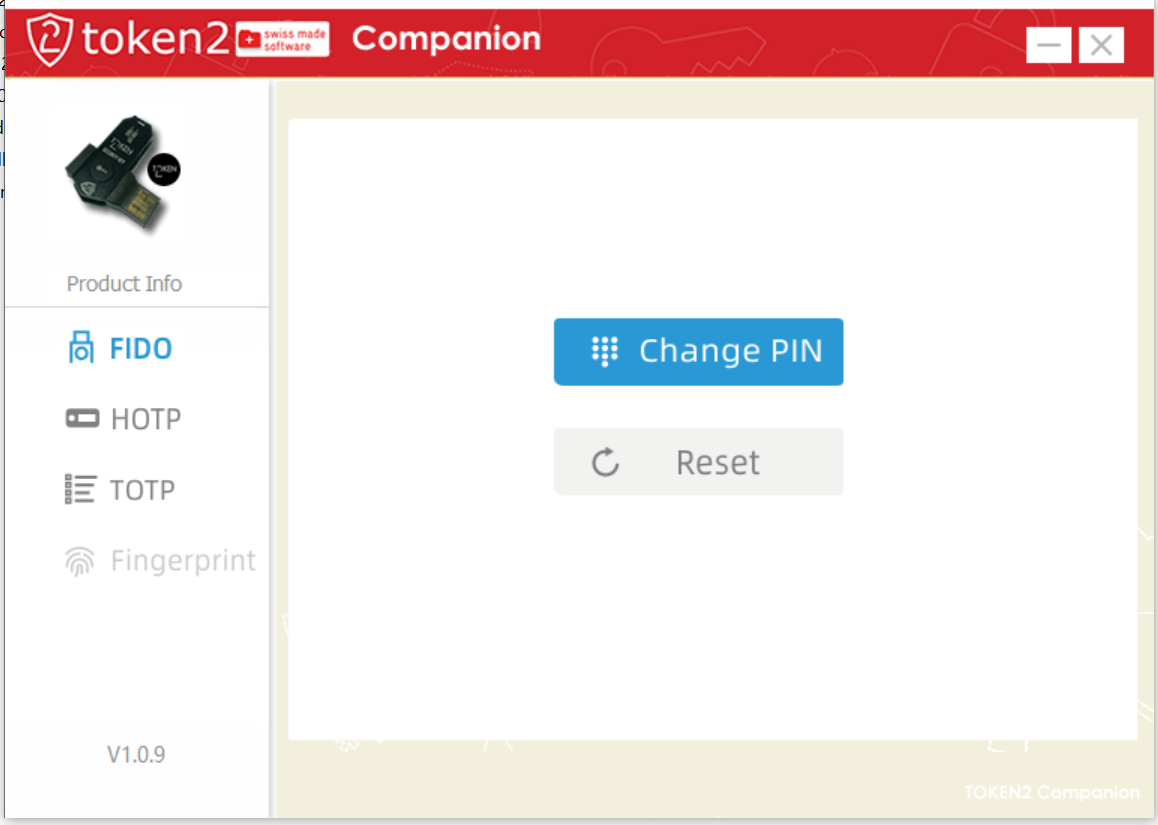 token2
swiss made
software
Companion
Product Info
FIDO
HOTP
TOTP
Fingerprint
V1.0.9
Change PIN
Reset
TOKEN2 Companion